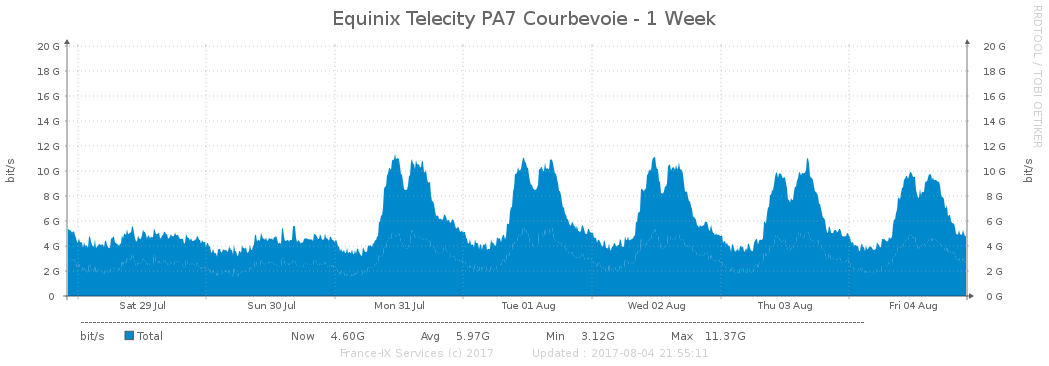 Equinix Telecity PA7 Courbevoie - 1 Week
RRDTOOL / TOBI OETIKER
20 G 20 G
18 G 18 G
16 G 16 G
14 G 14 G
12 G 12 G
10 G 10 G
8 G 8 G
6 G 6 G
4 G 4 G
2 G 2 G
0 0 G
bit/s bit/s
Sat 29 Jul Sun 30 Jul Mon 31 Jul Tue 01 Aug Wed 02 Aug Thu 03 Aug Fri 04 Aug
bit/s Total Now 4.60G Avg 5.97G Min 3.12G Max 11.37G
France-IX Services (c) 2017 Updated : 2017-08-04 21:55:11